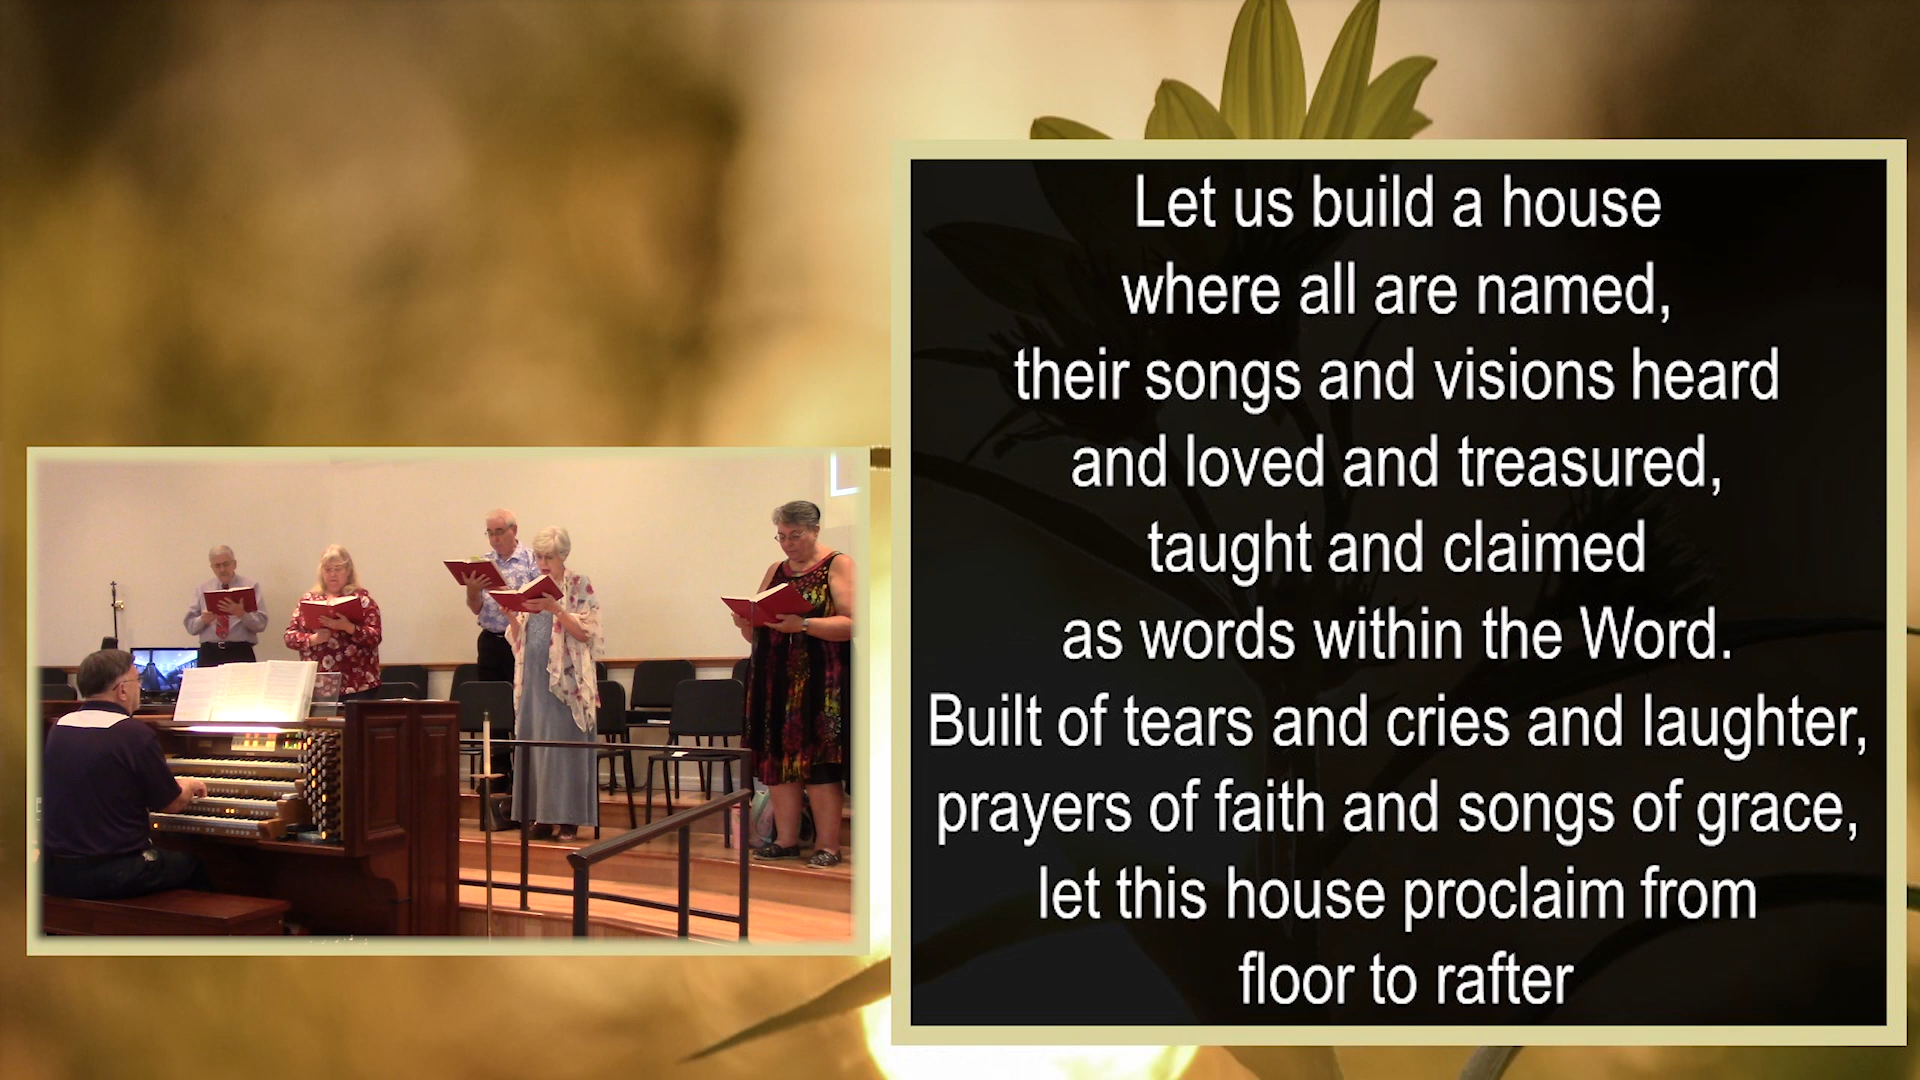 Let us build a house
where all are named,
their songs and visions heard
and loved and treasured,
taught and claimed
as words within the Word.
Built of tears and cries and laughter,
prayers of faith and songs of grace,
let this house proclaim from
floor to rafter